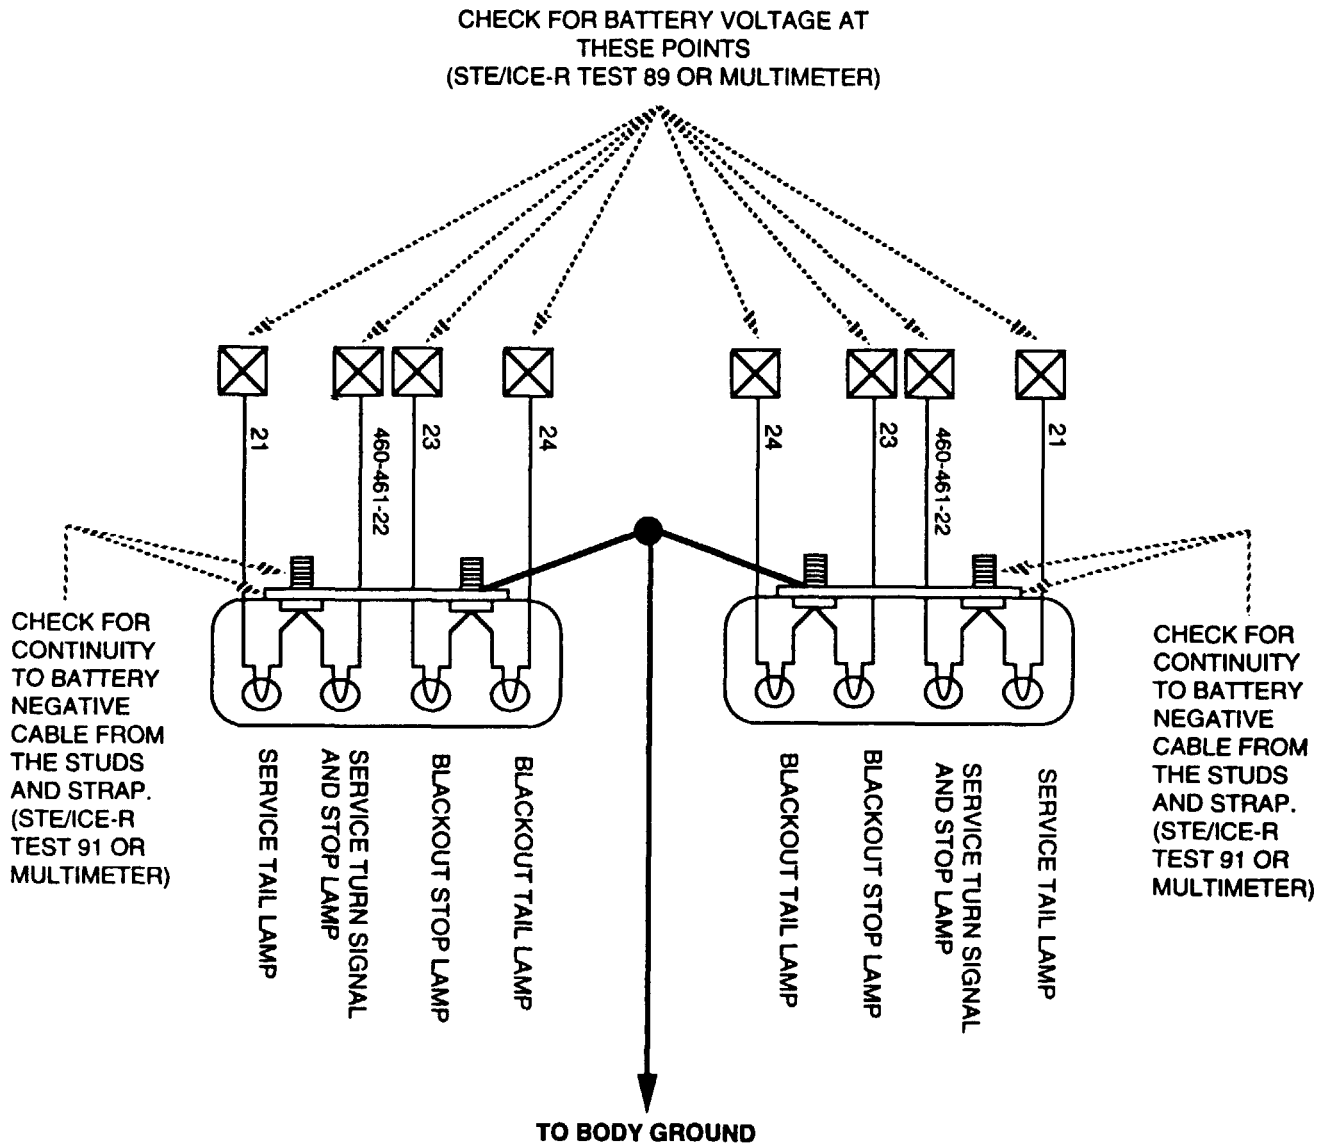 CHECK FOR BATTERY VOLTAGE AT
THESE POINTS
(STE/ICE-R TEST 89 OR MULTIMETER)
21
460-461-22
23
24
24
23
460-461-22
21
CHECK FOR
CONTINUITY
TO BATTERY
NEGATIVE
CABLE FROM
THE STUDS
AND STRAP.
(STE/ICE-R
TEST 91 OR
MULTIMETER)
SERVICE TAIL LAMP
SERVICE TURN SIGNAL
AND STOP LAMP
BLACKOUT STOP LAMP
BLACKOUT TAIL LAMP
BLACKOUT TAIL LAMP
BLACKOUT STOP LAMP
SERVICE TURN SIGNAL
AND STOP LAMP
SERVICE TAIL LAMP
CHECK FOR
CONTINUITY
TO BATTERY
NEGATIVE
CABLE FROM
THE STUDS
AND STRAP.
(STE/ICE-R
TEST 91 OR
MULTIMETER)
TO BODY GROUND